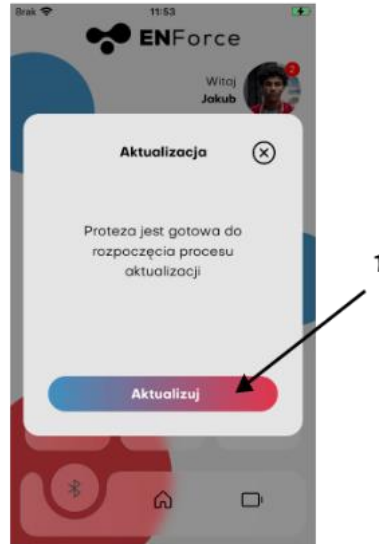 Brak 11:53
ENForce
Witaj
2
Jakub
Aktualizacja
Proteza jest gotowa do
rozpoczęcia procesu
aktualizacji
1
Aktualizuj